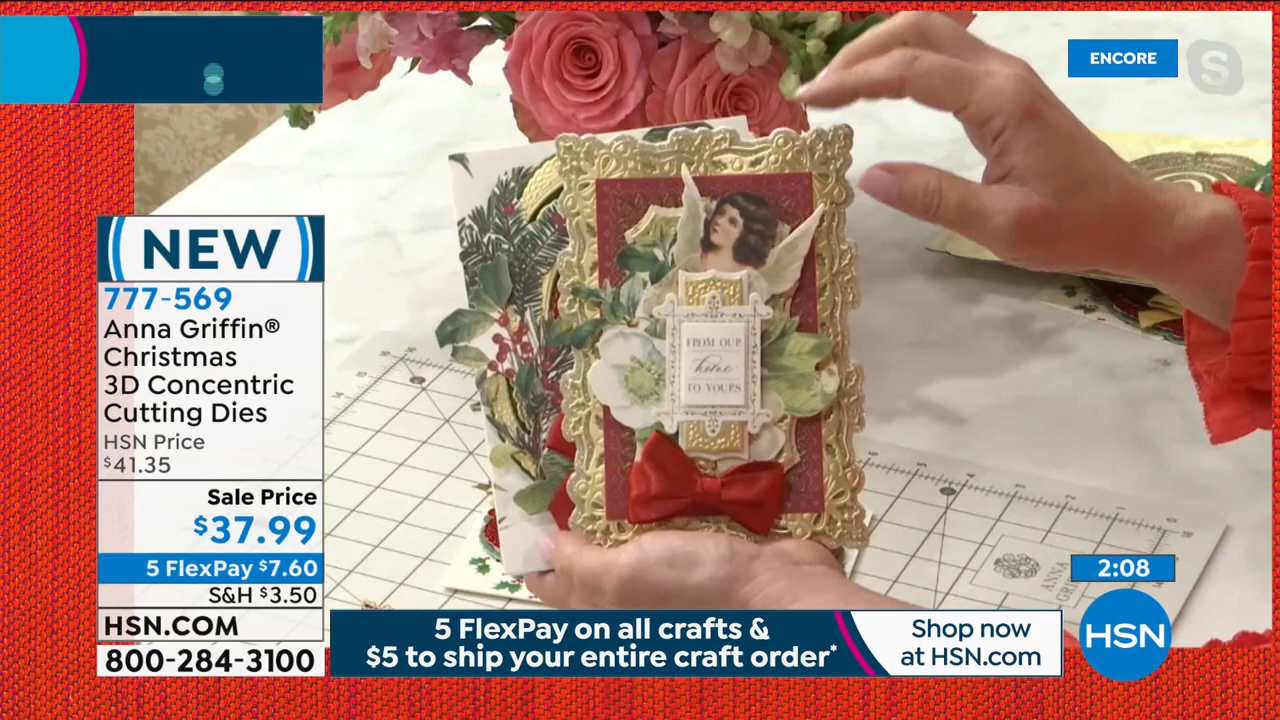 ENCORE
S
NEW
777-569
Anna Griffin®
Christmas
3D Concentric
Cutting Dies
HSN Price
$41.35
Sale Price
$37.99
5 FlexPay $7.60
S&H $3.50
HSN.COM
800-284-3100
FROM OUR
home
TO YOURS
ANNA
2:08
5 FlexPay on all crafts &
$5 to ship your entire craft order*
Shop now
at HSN.com
HSN